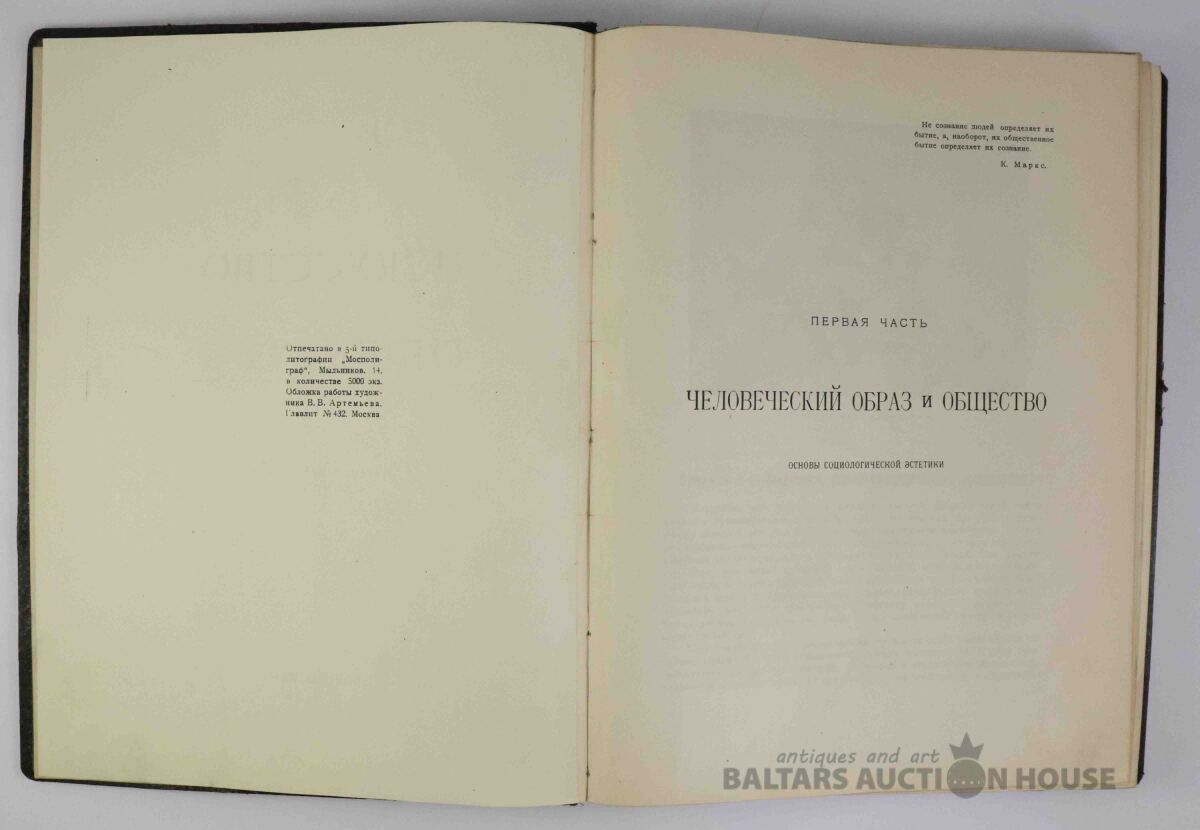 Отпечатано в 5-й типо-
литографии „Мосполи-
граф“, Мыльников, 14,
в количестве 5000 экз.
Обложка работы худож-
ника В. В. Артемьева.
Главлит № 432. Москва
Не сознание людей определяет их
бытие, а, наоборот, их общественное
бытие определяет их сознание.
К. Маркс.
ПЕРВАЯ ЧАСТЬ
ЧЕЛОВЕЧЕСКИЙ ОБРАЗ и ОБЩЕСТВО
ОСНОВЫ СОЦИОЛОГИЧЕСКОЙ ЭСТЕТИКИ
antiques and art
BALTARS AUCTION HOUSE